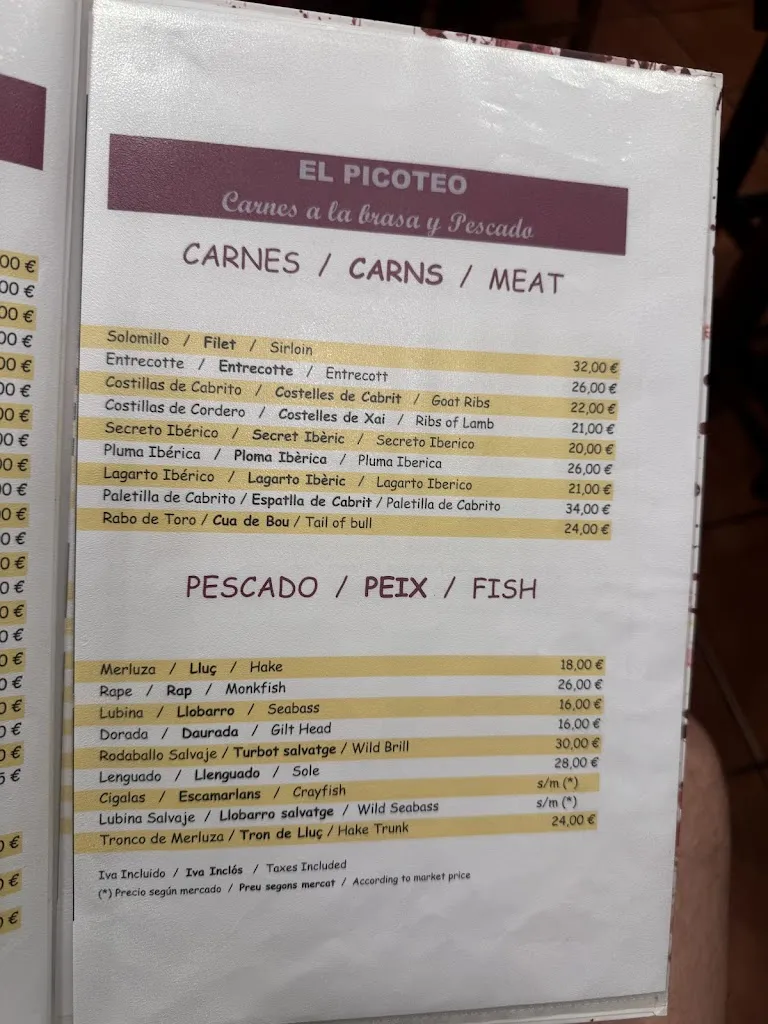 EL PICOTEO
Carnes a la brasa y Pescado
CARNES / CARNS / MEAT
Solomillo / Filet / Sirloin 32,00 €
Entrecotte / Entrecotte / Entrecott 26,00 €
Costillas de Cabrito / Costelles de Cabrit / Goat Ribs 22,00 €
Costillas de Cordero / Costelles de Xai / Ribs of Lamb 21,00 €
Secreto Ibérico / Secret Ibèric / Secreto Iberico 20,00 €
Pluma Ibérica / Ploma Ibèrica / Pluma Iberica 26,00 €
Lagarto Ibérico / Lagarto Ibèric / Lagarto Iberico 21,00 €
Paletilla de Cabrito / Espatlla de Cabrit / Paletilla de Cabrito 34,00 €
Rabo de Toro / Cua de Bou / Tail of bull 24,00 €
PESCADO / PEIX / FISH
Merluza / Lluç / Hake 18,00 €
Rape / Rap / Monkfish 26,00 €
Lubina / Llobarro / Seabass 16,00 €
Dorada / Daurada / Gilt Head 16,00 €
Rodaballo Salvaje / Turbot salvatge / Wild Brill 30,00 €
Lenguado / Llenguado / Sole 28,00 €
Cigalas / Escamarlans / Crayfish s/m (*)
Lubina Salvaje / Llobarro salvatge / Wild Seabass s/m (*)
Tronco de Merluza / Tron de Lluç / Hake Trunk 24,00 €
Iva Incluido / Iva Inclós / Taxes Included
(*) Precio según mercado / Preu segons mercat / According to market price